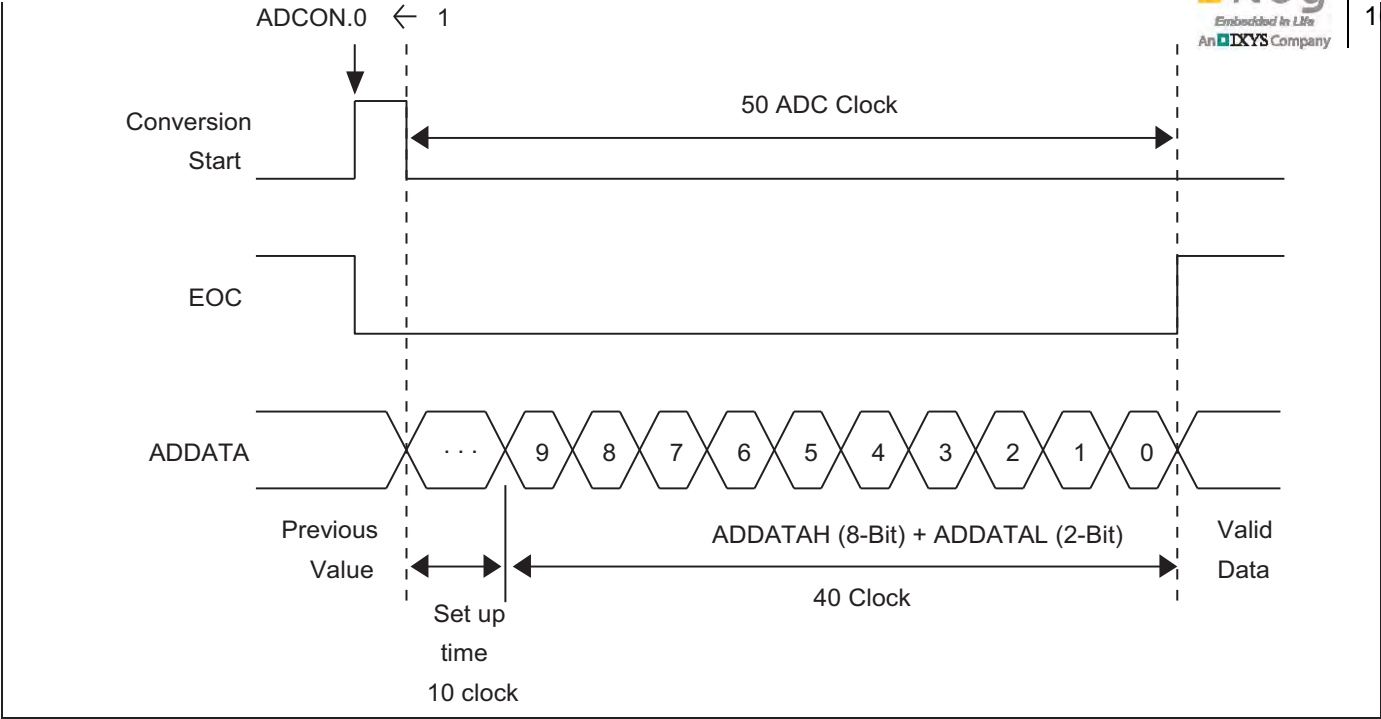 ADCON.0 ← 1
Embedded in Life
An IXYS Company
50 ADC Clock
Conversion
Start
EOC
ADDATA
· · · 9 8 7 6 5 4 3 2 1 0
Previous
Value
ADDATAH (8-Bit) + ADDATAL (2-Bit)
Valid
Data
40 Clock
Set up
time
10 clock